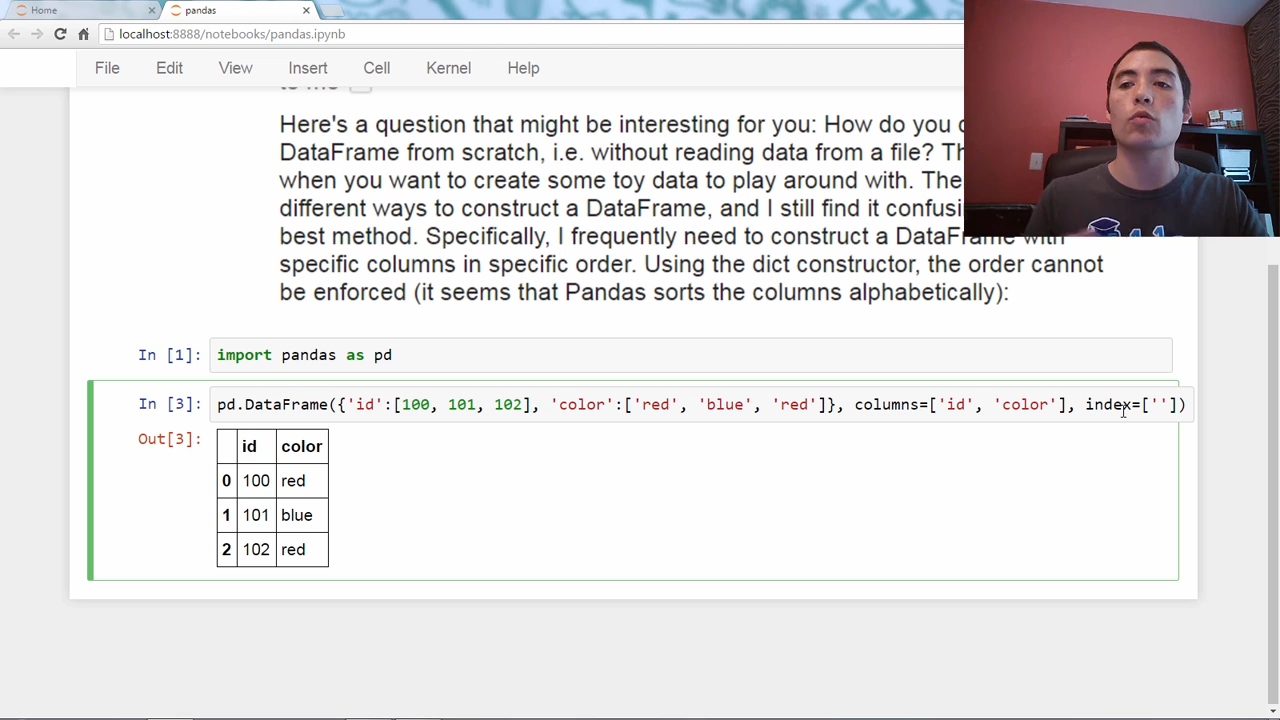 Home
pandas
localhost:8888/notebooks/pandas.ipynb
File Edit View Insert Cell Kernel Help
Here's a question that might be interesting for you: How do you
DataFrame from scratch, i.e. without reading data from a file?
when you want to create some toy data to play around with. The
different ways to construct a DataFrame, and I still find it
best method. Specifically, I frequently need to construct a DataFrame with
specific columns in specific order. Using the dict constructor, the order cannot
be enforced (it seems that Pandas sorts the columns alphabetically):
In [1]: import pandas as pd
In [3]: pd.DataFrame({'id':[100, 101, 102], 'color':['red', 'blue', 'red']}, columns=['id', 'color'], index=[''])
Out[3]:
id color
0 100 red
1 101 blue
2 102 red